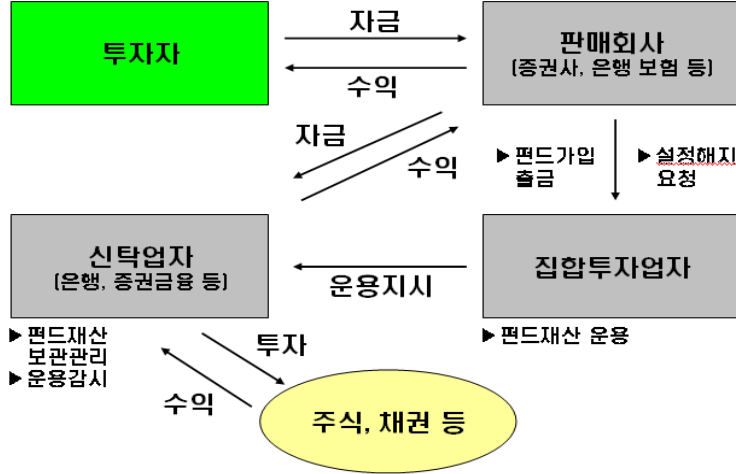 투자자
자금
수익
판매회사
(증권사, 은행 보험 등)
자금
수익
▶ 펀드가입
출금
▶ 설정해지
요청
신탁업자
(은행, 증권금융 등)
운용지시
집합투자업자
▶ 펀드재산
보관관리
▶ 운용감시
▶ 펀드재산 운용
투자
수익
주식, 채권 등